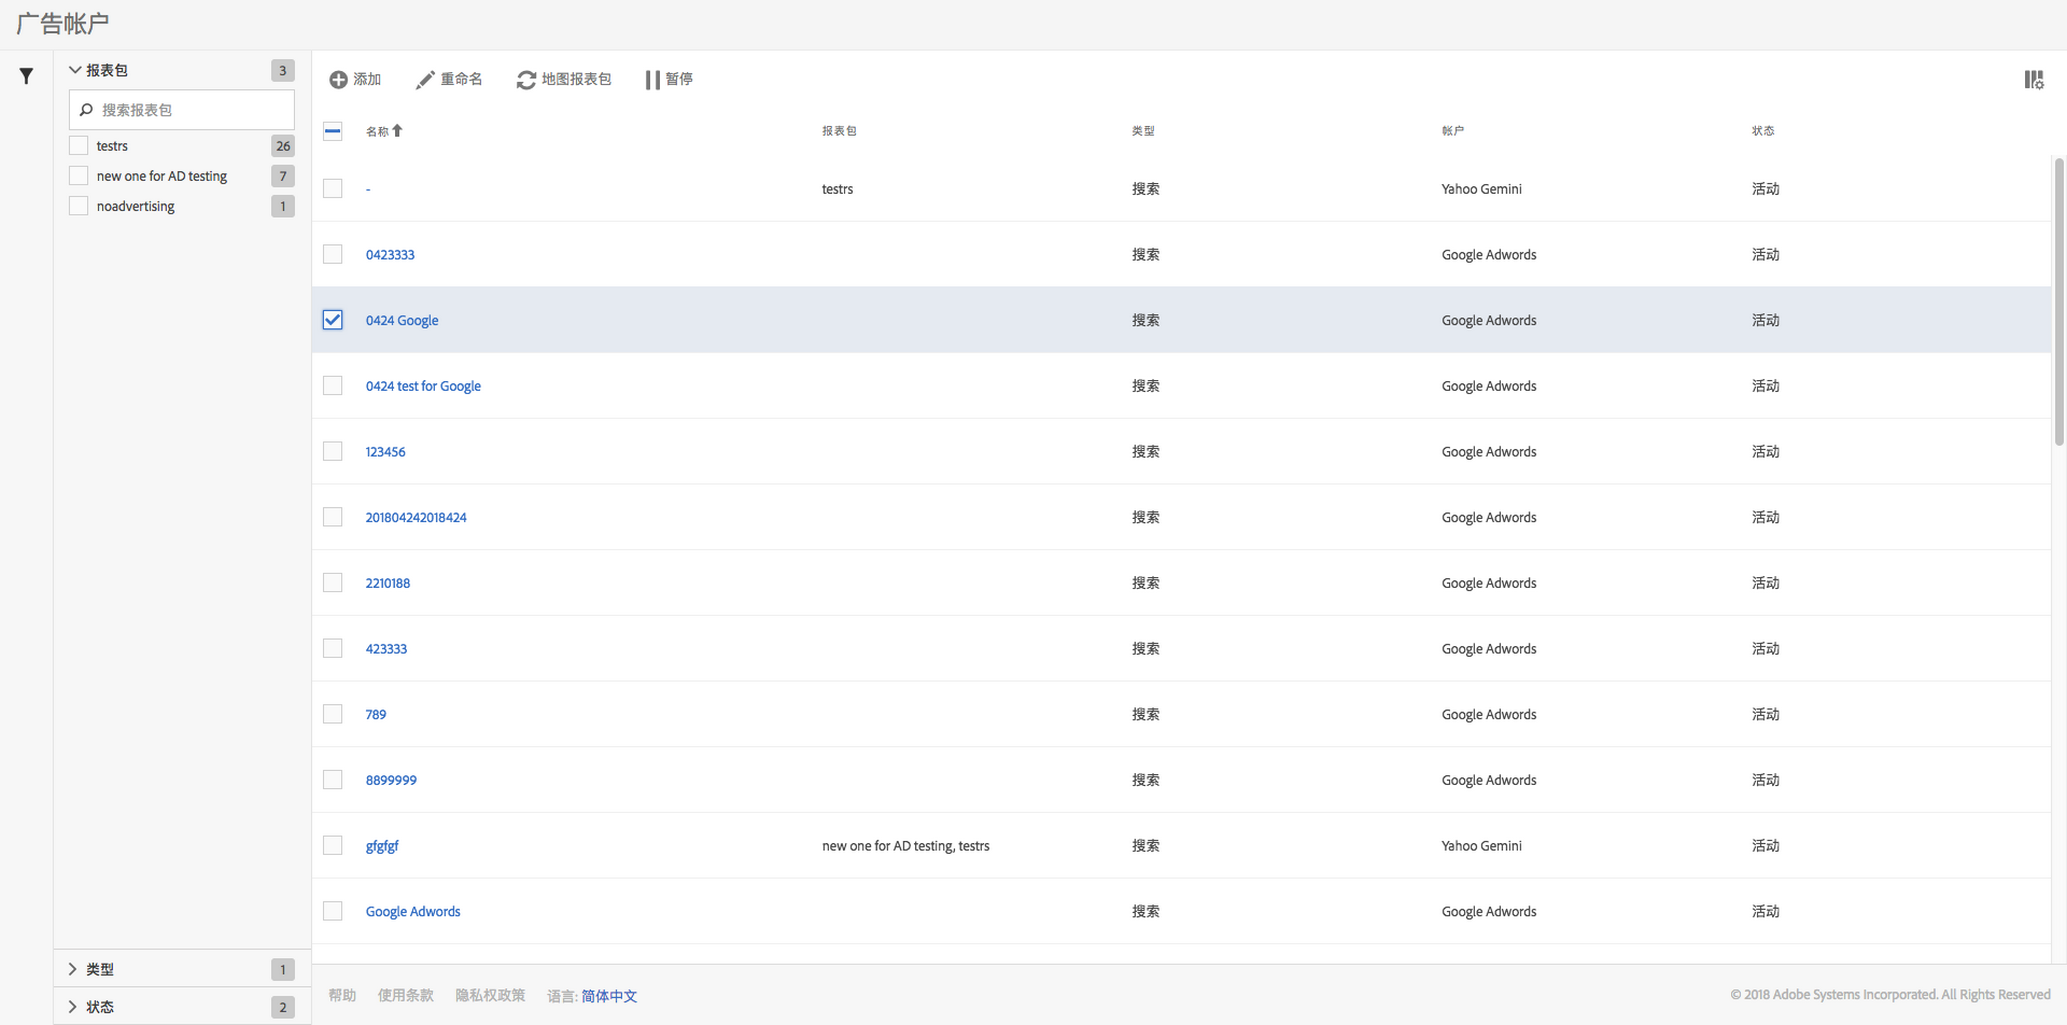 广告帐户
报表包 3
搜索报表包
testrs 26
new one for AD testing 7
noadvertising 1
类型 1
状态 2
添加 重命名 地图报表包 暂停
名称 报表包 类型 帐户 状态
- testrs 搜索 Yahoo Gemini 活动
0423333 搜索 Google Adwords 活动
0424 Google 搜索 Google Adwords 活动
0424 test for Google 搜索 Google Adwords 活动
123456 搜索 Google Adwords 活动
201804242018424 搜索 Google Adwords 活动
2210188 搜索 Google Adwords 活动
423333 搜索 Google Adwords 活动
789 搜索 Google Adwords 活动
8899999 搜索 Google Adwords 活动
gfgfgf new one for AD testing, testrs 搜索 Yahoo Gemini 活动
Google Adwords 搜索 Google Adwords 活动
帮助 使用条款 隐私权政策 语言: 简体中文 © 2018 Adobe Systems Incorporated. All Rights Reserved